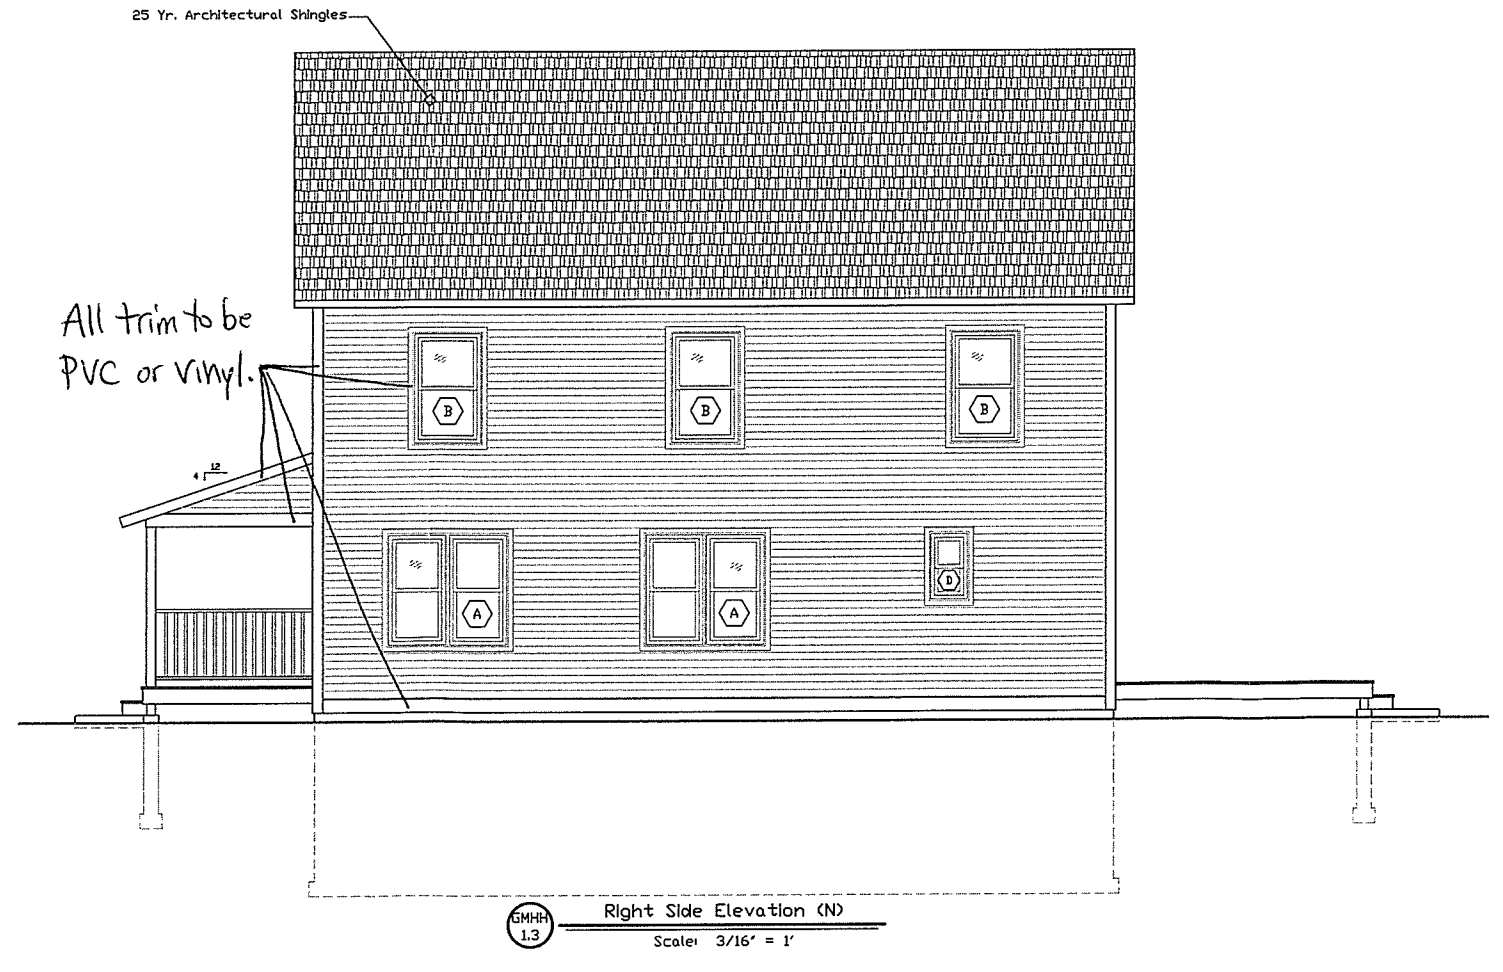 25 Yr. Architectural Shingles
All trim to be
PVC or vinyl.
B
B
B
12
4
A
A
D
GMHH
1.3
Right Side Elevation (N)
Scale: 3/16" = 1'